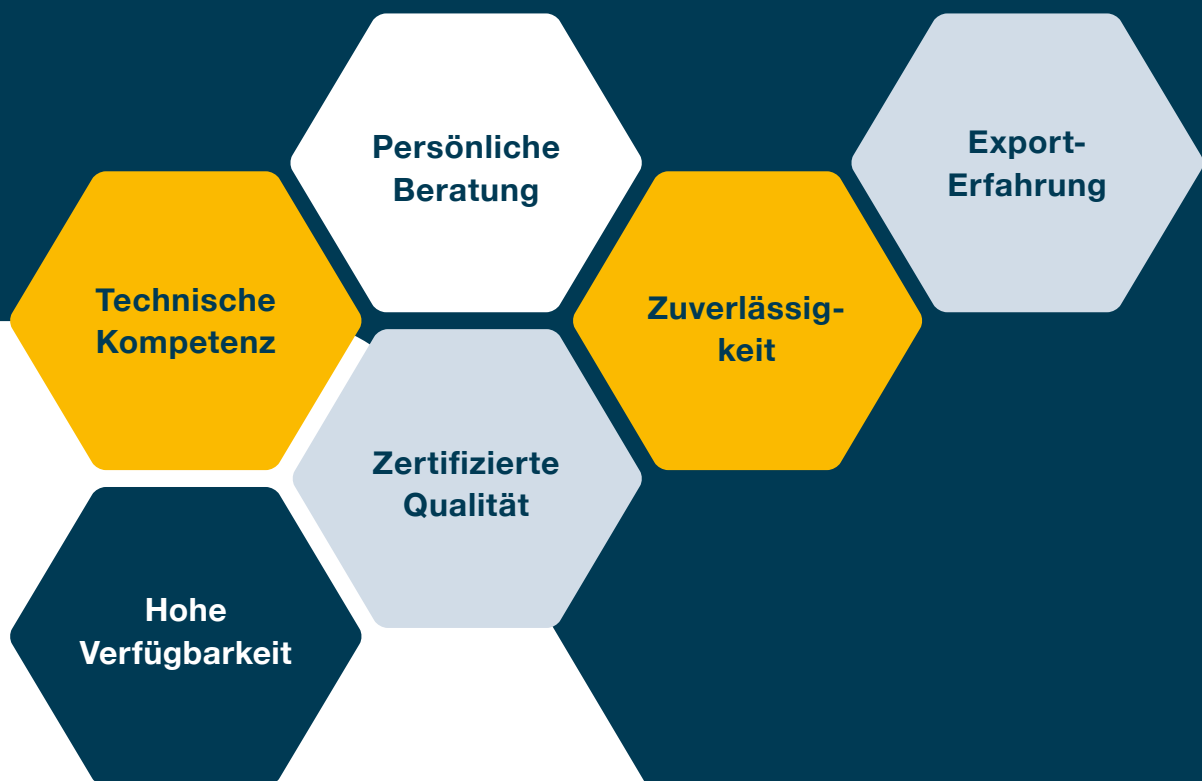 Persönliche
Beratung
Export-
Erfahrung
Technische
Kompetenz
Zuverlässig-
keit
Zertifizierte
Qualität
Hohe
Verfügbarkeit